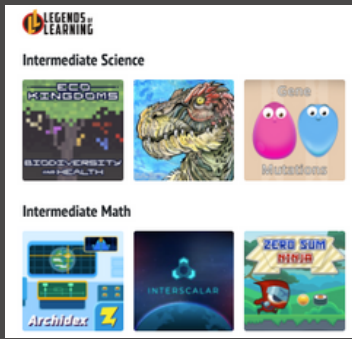 LEGENDS OF
LEARNING
Intermediate Science
ECO
KINGDOMS
BIODIVERSITY
AND HEALTH
Gene
Mutations
Intermediate Math
Archidex
INTERSCALAR
ZERO SUM
NINJA